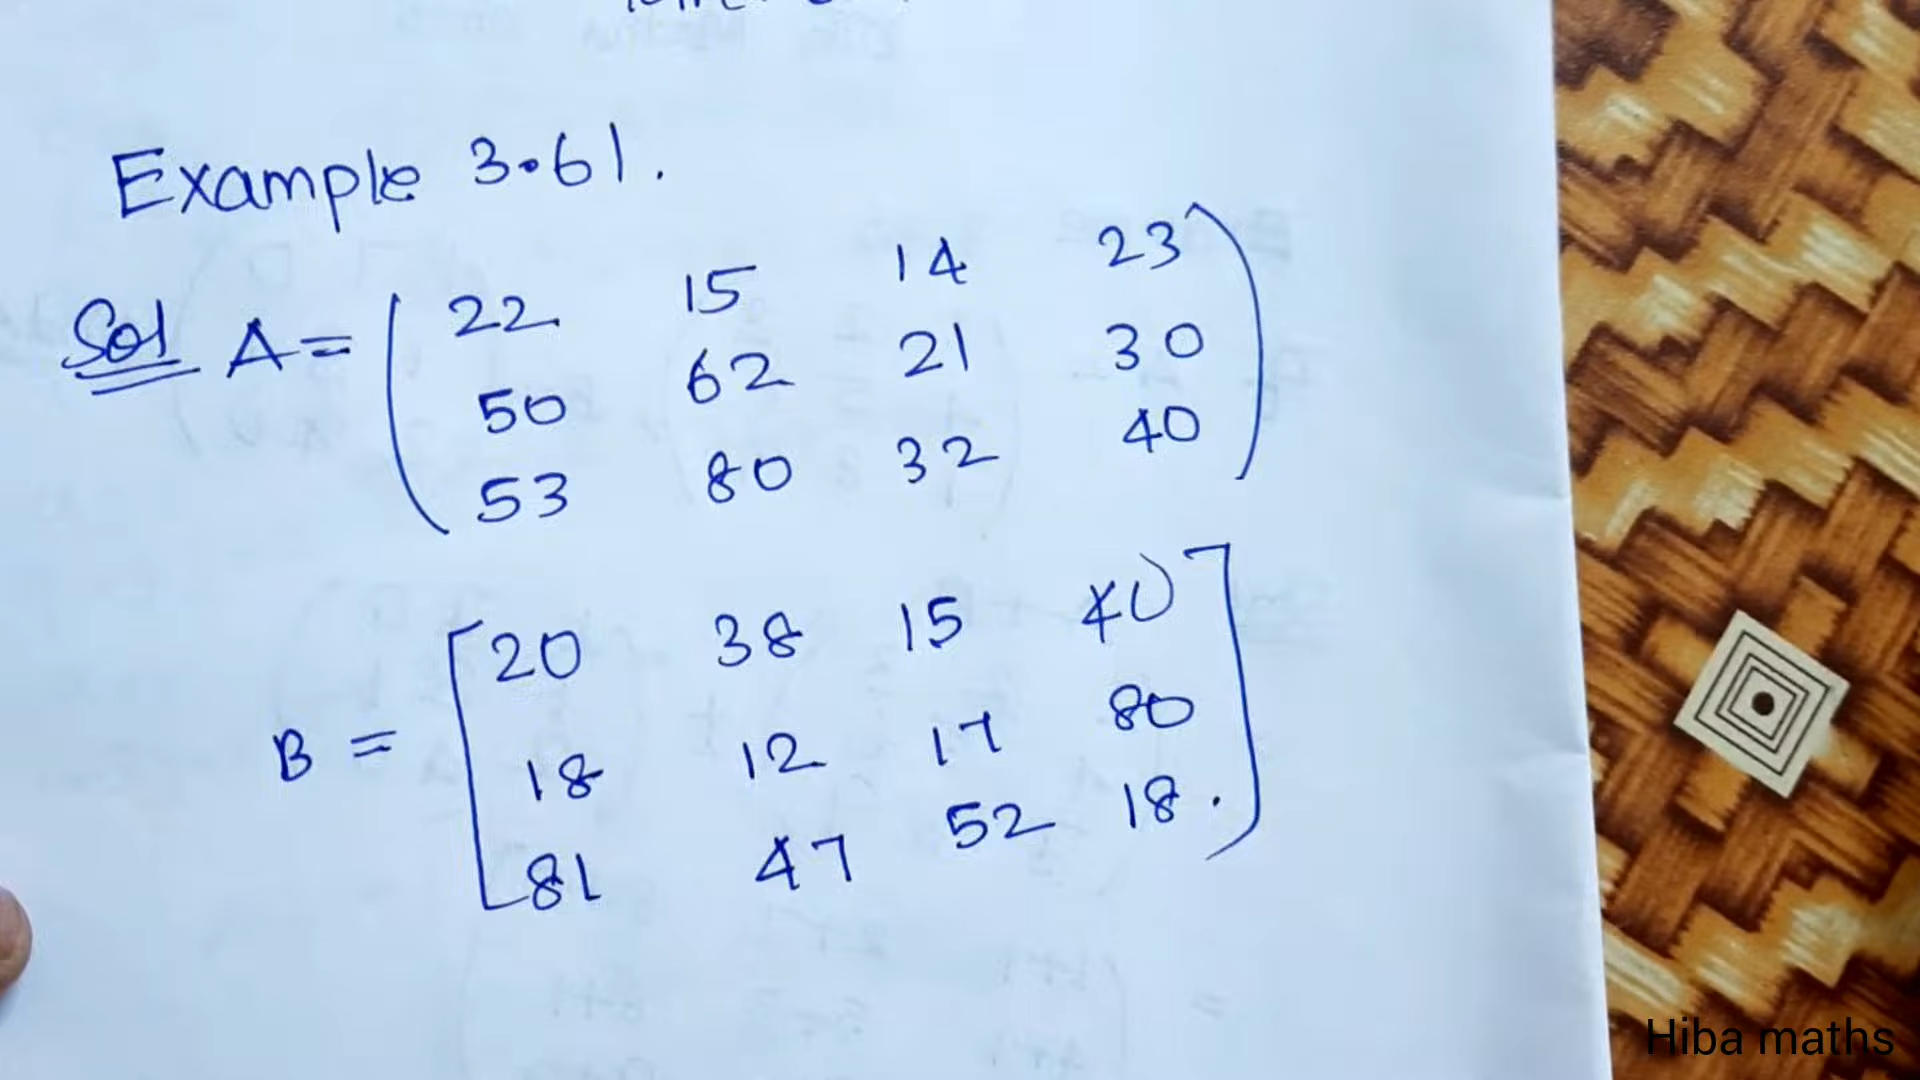 Example 3.61.
Sol A = ( 22 15 14 23
50 62 21 30
53 80 32 40 )
B = [ 20 38 15 40
18 12 17 80
81 47 52 18. ]
Hiba maths